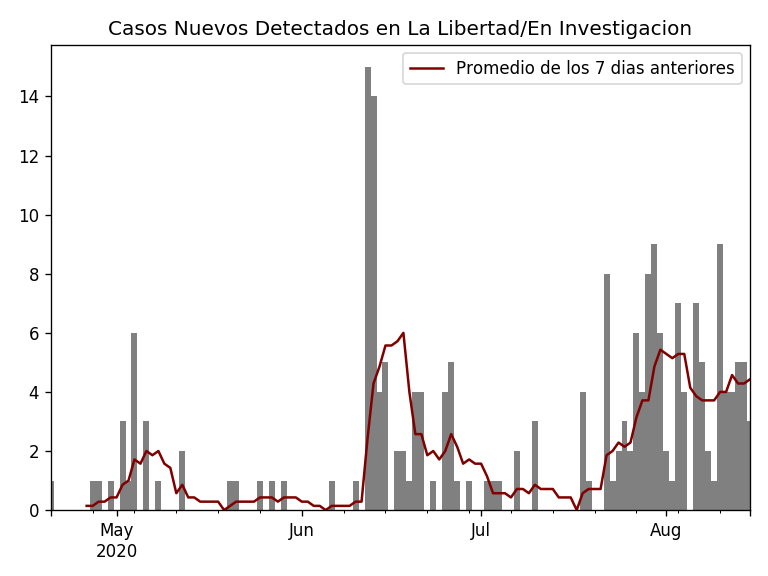 Casos Nuevos Detectados en La Libertad/En Investigacion
Promedio de los 7 dias anteriores
14
12
10
8
6
4
2
0
May
2020
Jun
Jul
Aug